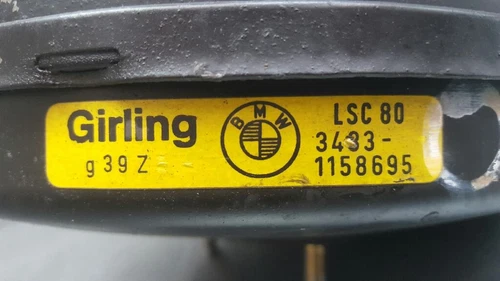 Girling
g 39 Z
BMW
LSC 80
3433-
1158695